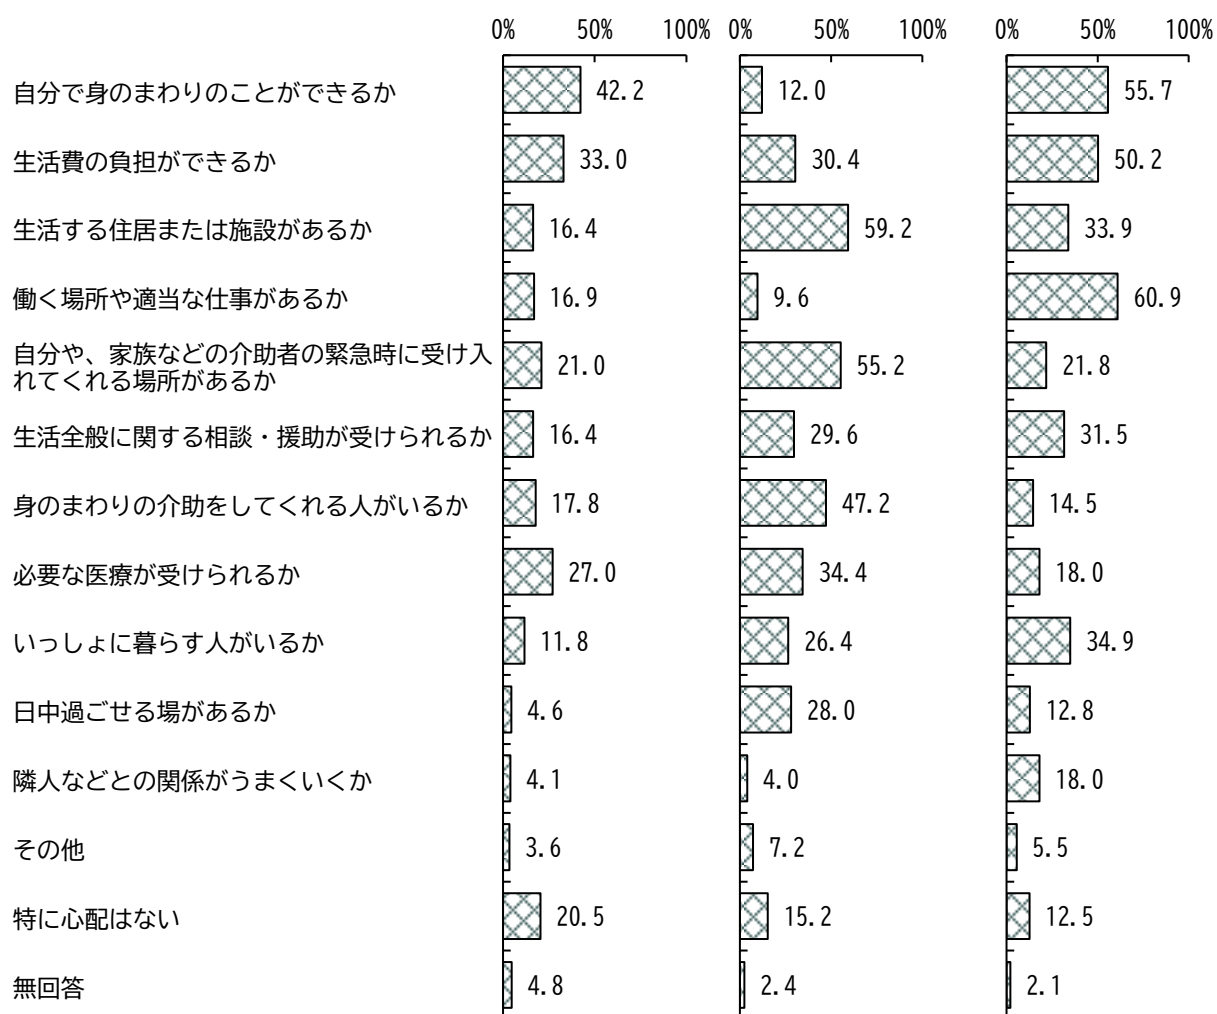 0% 50% 100% 0% 50% 100% 0% 50% 100%
自分で身のまわりのことができるか 42.2 12.0 55.7
生活費の負担ができるか 33.0 30.4 50.2
生活する住居または施設があるか 16.4 59.2 33.9
働く場所や適当な仕事があるか 16.9 9.6 60.9
自分や、家族などの介助者の緊急時に受け入
れてくれる場所があるか 21.0 55.2 21.8
生活全般に関する相談・援助が受けられるか 16.4 29.6 31.5
身のまわりの介助をしてくれる人がいるか 17.8 47.2 14.5
必要な医療が受けられるか 27.0 34.4 18.0
いっしょに暮らす人がいるか 11.8 26.4 34.9
日中過ごせる場があるか 4.6 28.0 12.8
隣人などとの関係がうまくいくか 4.1 4.0 18.0
その他 3.6 7.2 5.5
特に心配はない 20.5 15.2 12.5
無回答 4.8 2.4 2.1